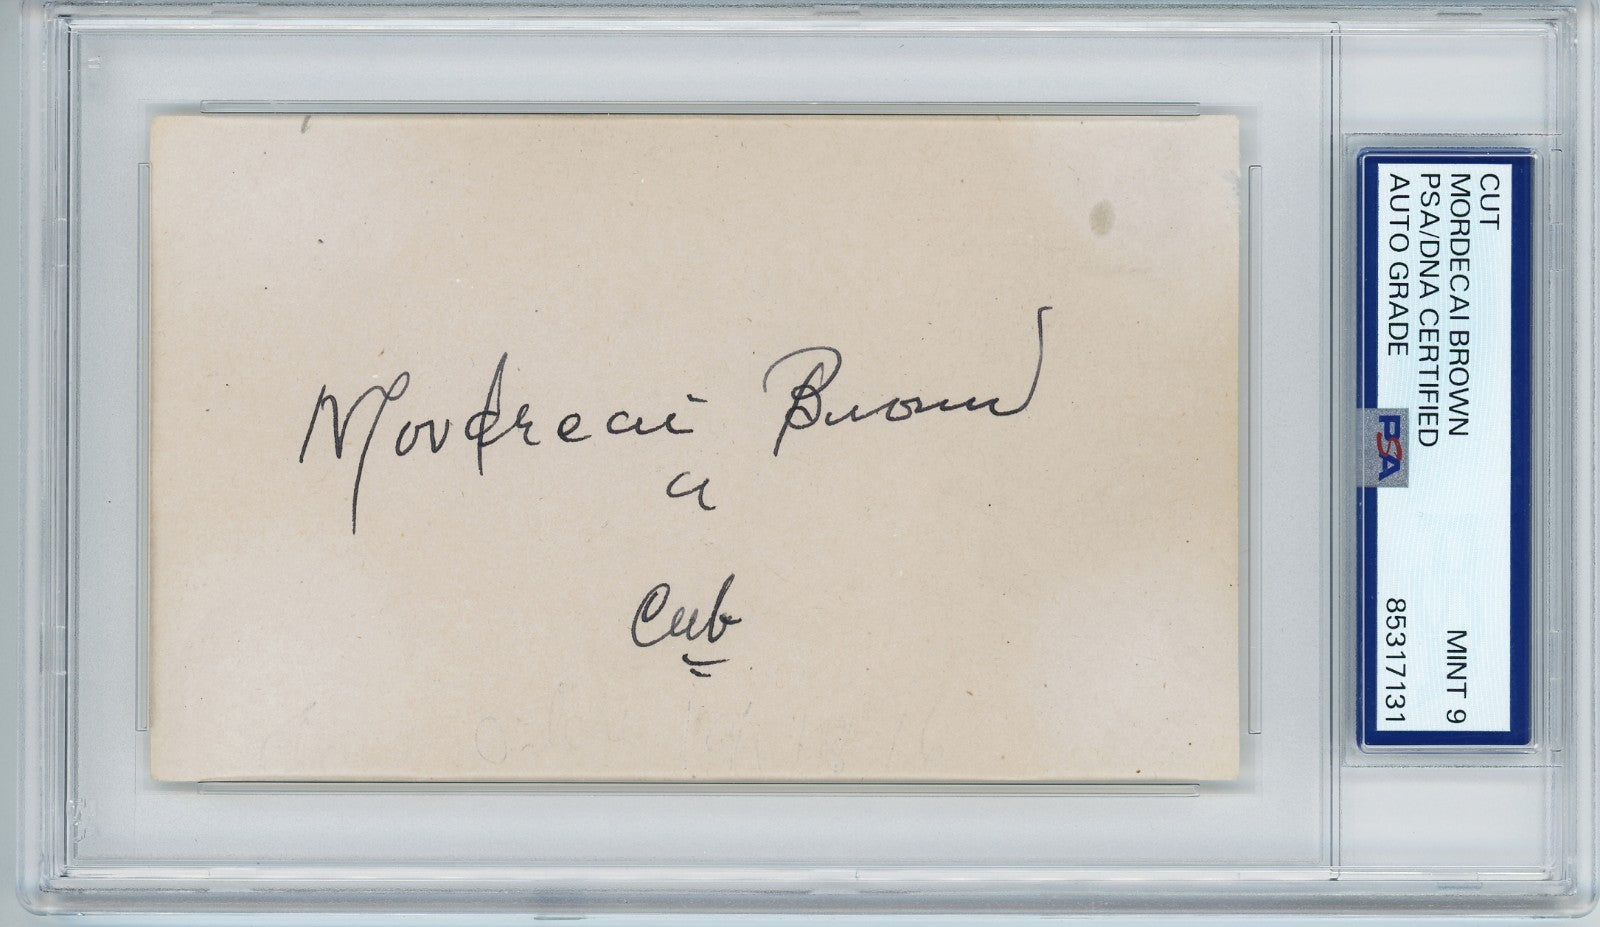 Mordecai Brown
a
Cub
CUT
MORDECAI BROWN
PSA/DNA CERTIFIED
AUTO GRADE
MINT 9
85317131
PSA